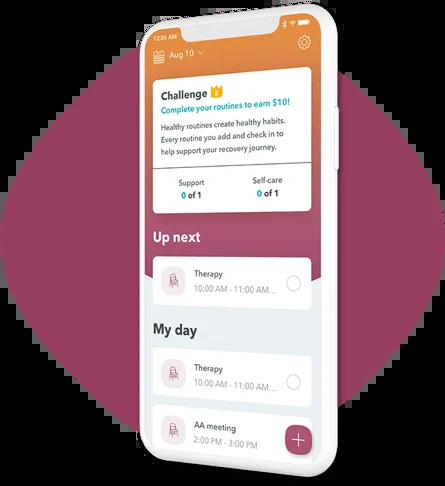 12:34 AM
Aug 10
Challenge
Complete your routines to earn $10!
Healthy routines create healthy habits.
Every routine you add and check in to
help support your recovery journey.
Support Self-care
0 of 1 0 of 1
Up next
Therapy
10:00 AM - 11:00 AM...
My day
Therapy
10:00 AM - 11:00 AM...
AA meeting
2:00 PM - 3:00 PM